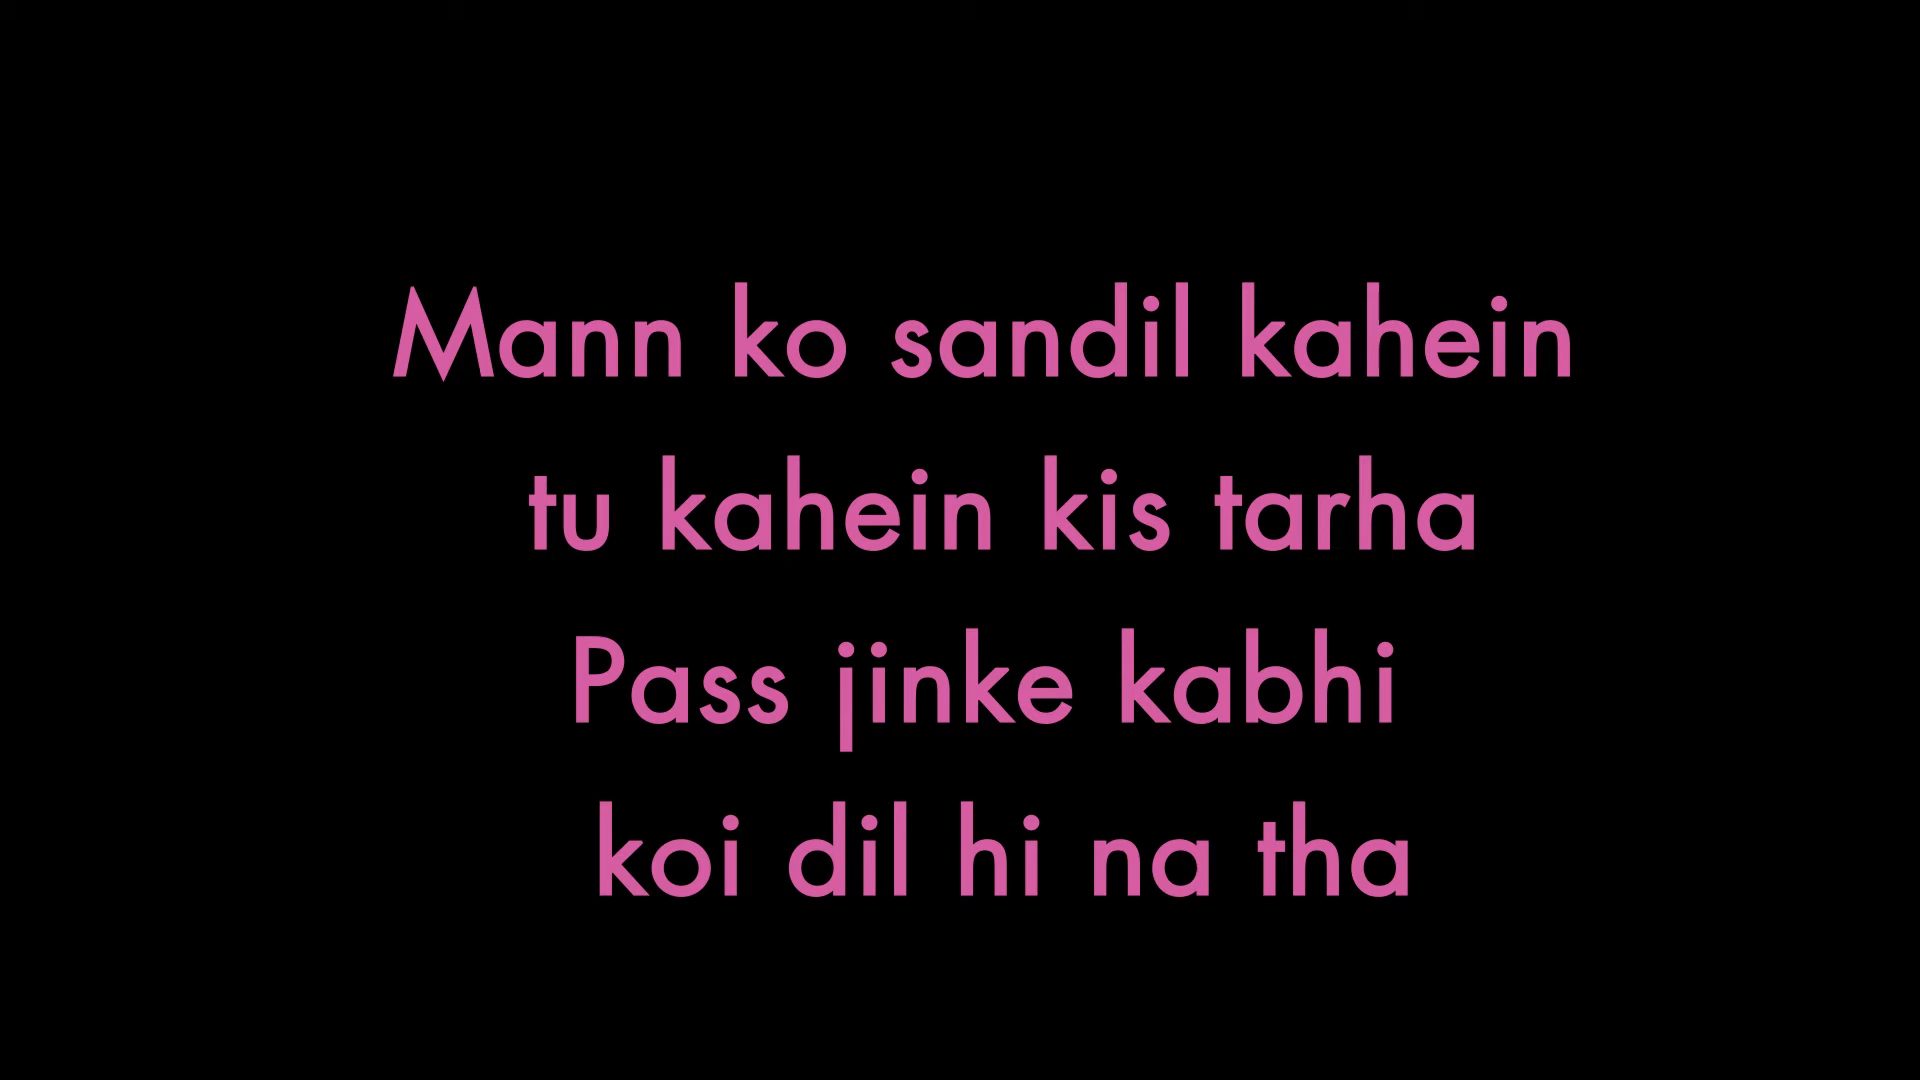 Mann ko sandil kahein
tu kahein kis tarha
Pass jinke kabhi
koi dil hi na tha